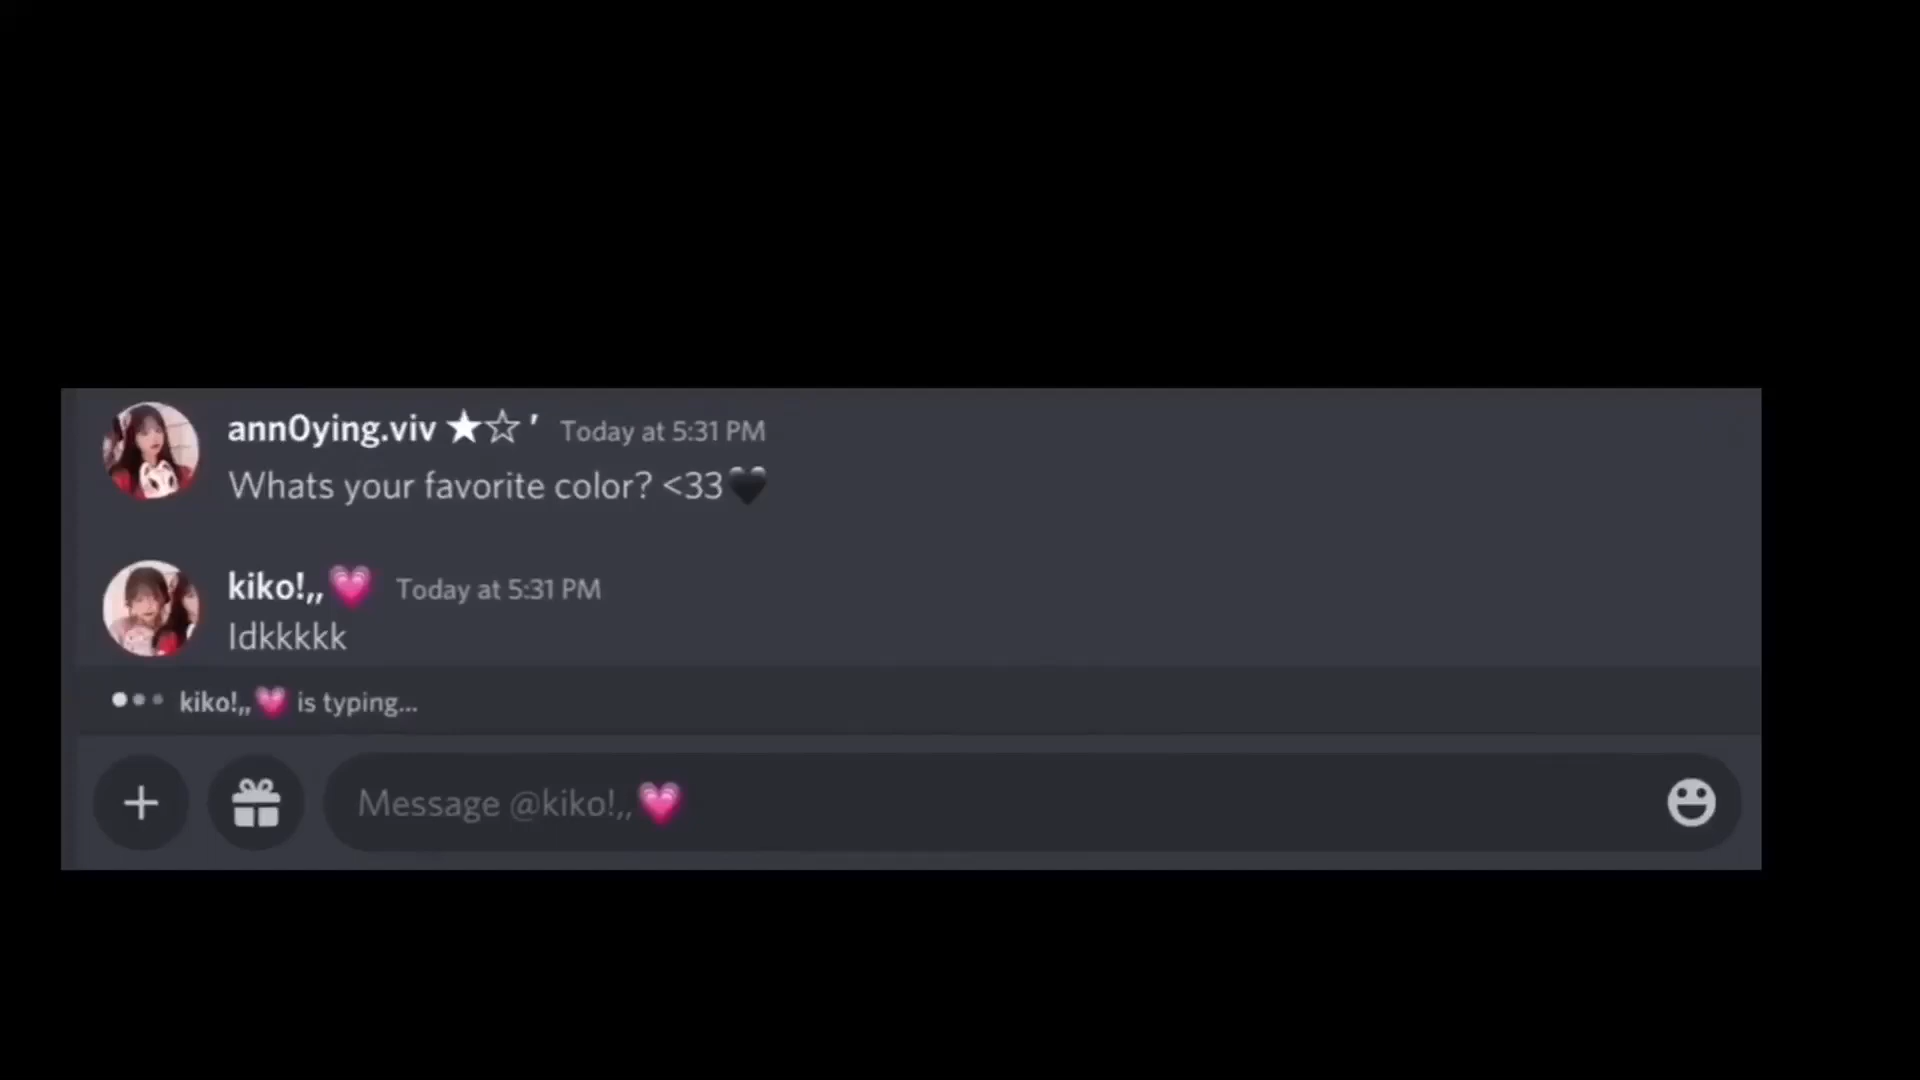 ann0ying.viv ★☆ ' Today at 5:31 PM
Whats your favorite color? <33🖤
kiko!,,💗 Today at 5:31 PM
Idkkkkk
kiko!,,💗 is typing...
Message @kiko!,,💗